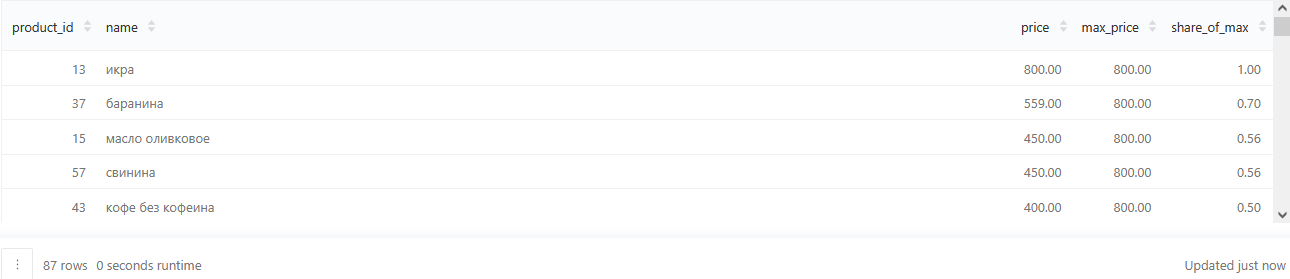 product_id name price max_price share_of_max
13 икра 800.00 800.00 1.00
37 баранина 559.00 800.00 0.70
15 масло оливковое 450.00 800.00 0.56
57 свинина 450.00 800.00 0.56
43 кофе без кофеина 400.00 800.00 0.50
87 rows 0 seconds runtime Updated just now